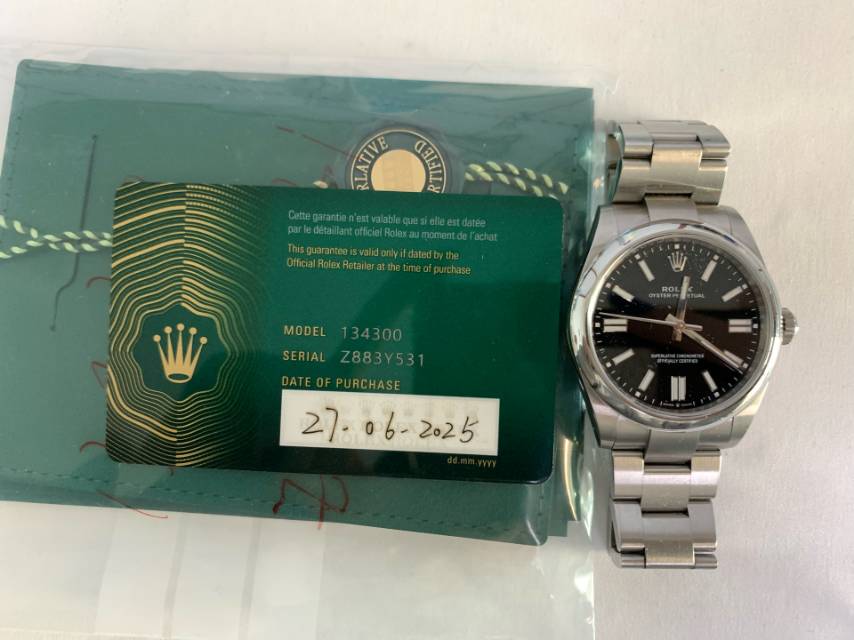 RLATIVE
TIFIED
Cette garantie n'est valable que si elle est datée
par le détaillant officiel Rolex au moment de l'achat
This guarantee is valid only if dated by the
Official Rolex Retailer at the time of purchase
MODEL 134300
SERIAL Z883Y531
DATE OF PURCHASE
27-06-2025
dd.mm.yyyy
ROLEX
OYSTER PERPETUAL
SUPERLATIVE CHRONOMETER
OFFICIALLY CERTIFIED